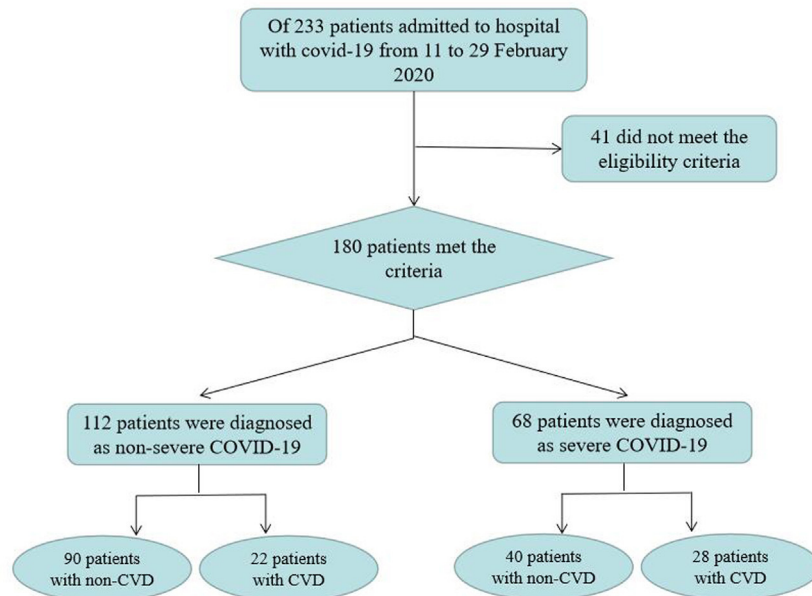 Of 233 patients admitted to hospital
with covid-19 from 11 to 29 February
2020
41 did not meet the
eligibility criteria
180 patients met the
criteria
112 patients were diagnosed
as non-severe COVID-19
68 patients were diagnosed
as severe COVID-19
90 patients
with non-CVD
22 patients
with CVD
40 patients
with non-CVD
28 patients
with CVD